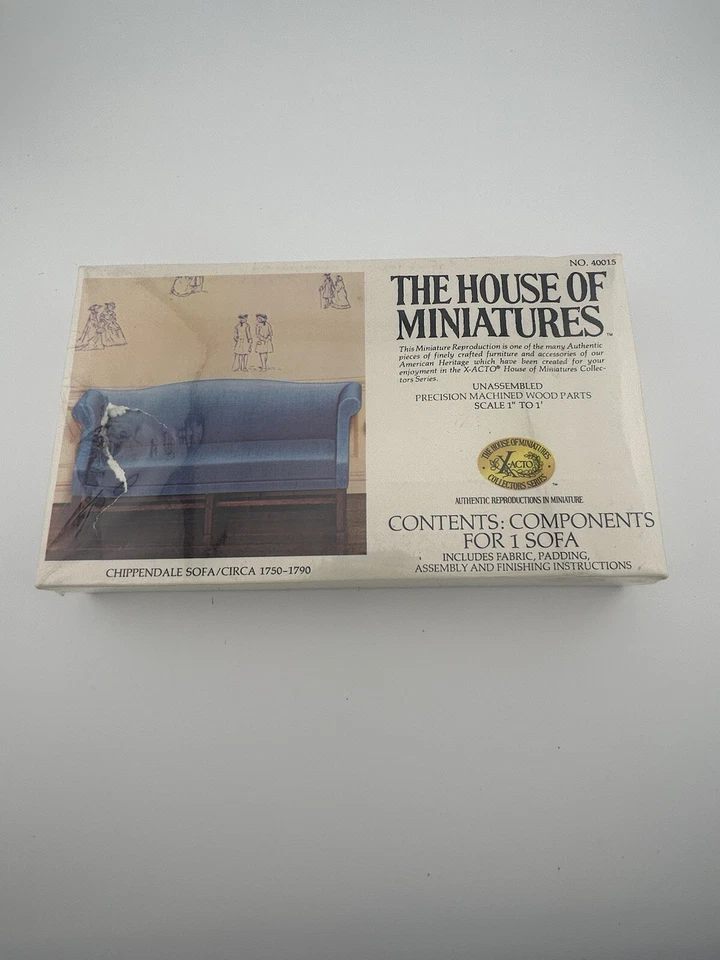 NO. 40015
THE HOUSE OF
MINIATURES™
This Miniature Reproduction is one of the many Authentic
pieces of finely crafted furniture and accessories of our
American Heritage which have been created for your
enjoyment in the X-ACTO® House of Miniatures Collec-
tors Series.
UNASSEMBLED
PRECISION MACHINED WOOD PARTS
SCALE 1" TO 1'
THE HOUSE OF MINIATURES
X-ACTO
COLLECTORS SERIES™
AUTHENTIC REPRODUCTIONS IN MINIATURE
CONTENTS: COMPONENTS
FOR 1 SOFA
INCLUDES FABRIC, PADDING,
ASSEMBLY AND FINISHING INSTRUCTIONS
CHIPPENDALE SOFA/CIRCA 1750-1790